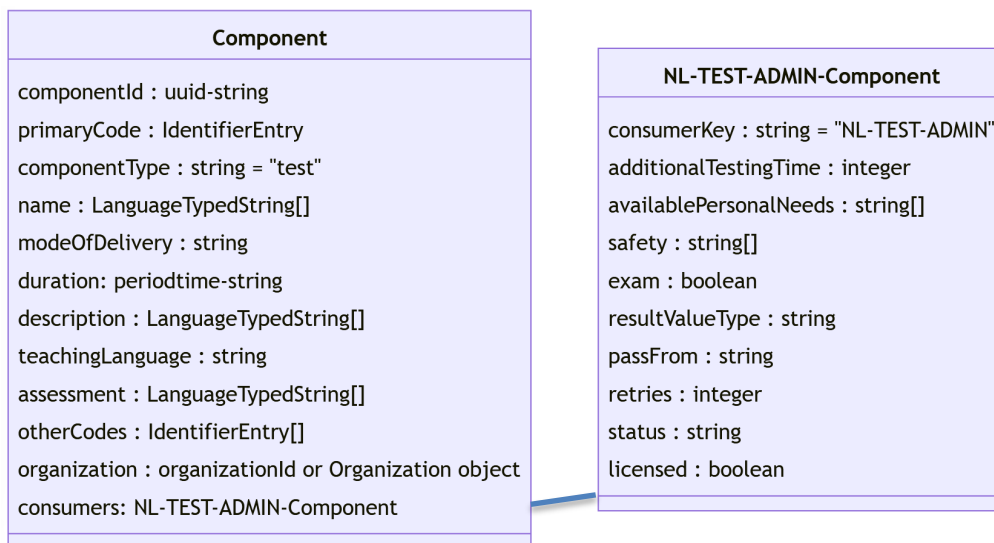 Component
componentId : uuid-string
primaryCode : IdentifierEntry
componentType : string = "test"
name : LanguageTypedString[]
modeOfDelivery : string
duration: periodtime-string
description : LanguageTypedString[]
teachingLanguage : string
assessment : LanguageTypedString[]
otherCodes : IdentifierEntry[]
organization : organizationId or Organization object
consumers: NL-TEST-ADMIN-Component
NL-TEST-ADMIN-Component
consumerKey : string = "NL-TEST-ADMIN"
additionalTestingTime : integer
availablePersonalNeeds : string[]
safety : string[]
exam : boolean
resultValueType : string
passFrom : string
retries : integer
status : string
licensed : boolean